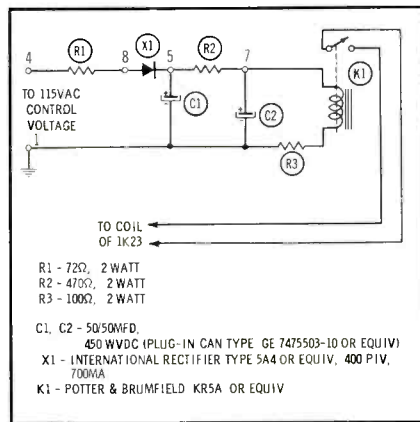 R1
X1
R2
4
8
5
7
K1
TO 115VAC
CONTROL
VOLTAGE
1
+
C1
+
C2
R3
TO COIL
OF 1K23
R1 - 72Ω, 2 WATT
R2 - 470Ω, 2 WATT
R3 - 100Ω, 2 WATT
C1, C2 - 50/50MFD,
450 WVDC (PLUG-IN CAN TYPE GE 7475503-10 OR EQUIV)
X1 - INTERNATIONAL RECTIFIER TYPE 5A4 OR EQUIV, 400 PIV,
700MA
K1 - POTTER & BRUMFIELD KR5A OR EQUIV